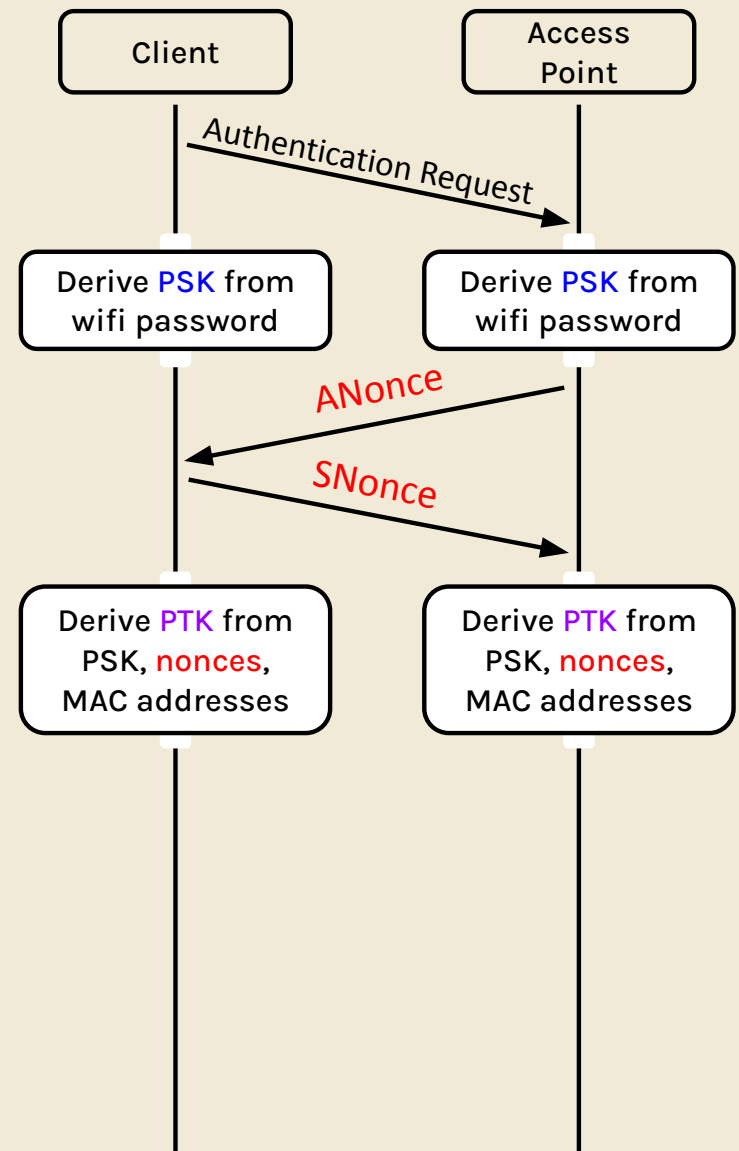 Client
Access
Point
Authentication Request
Derive PSK from
wifi password
Derive PSK from
wifi password
ANonce
SNonce
Derive PTK from
PSK, nonces,
MAC addresses
Derive PTK from
PSK, nonces,
MAC addresses